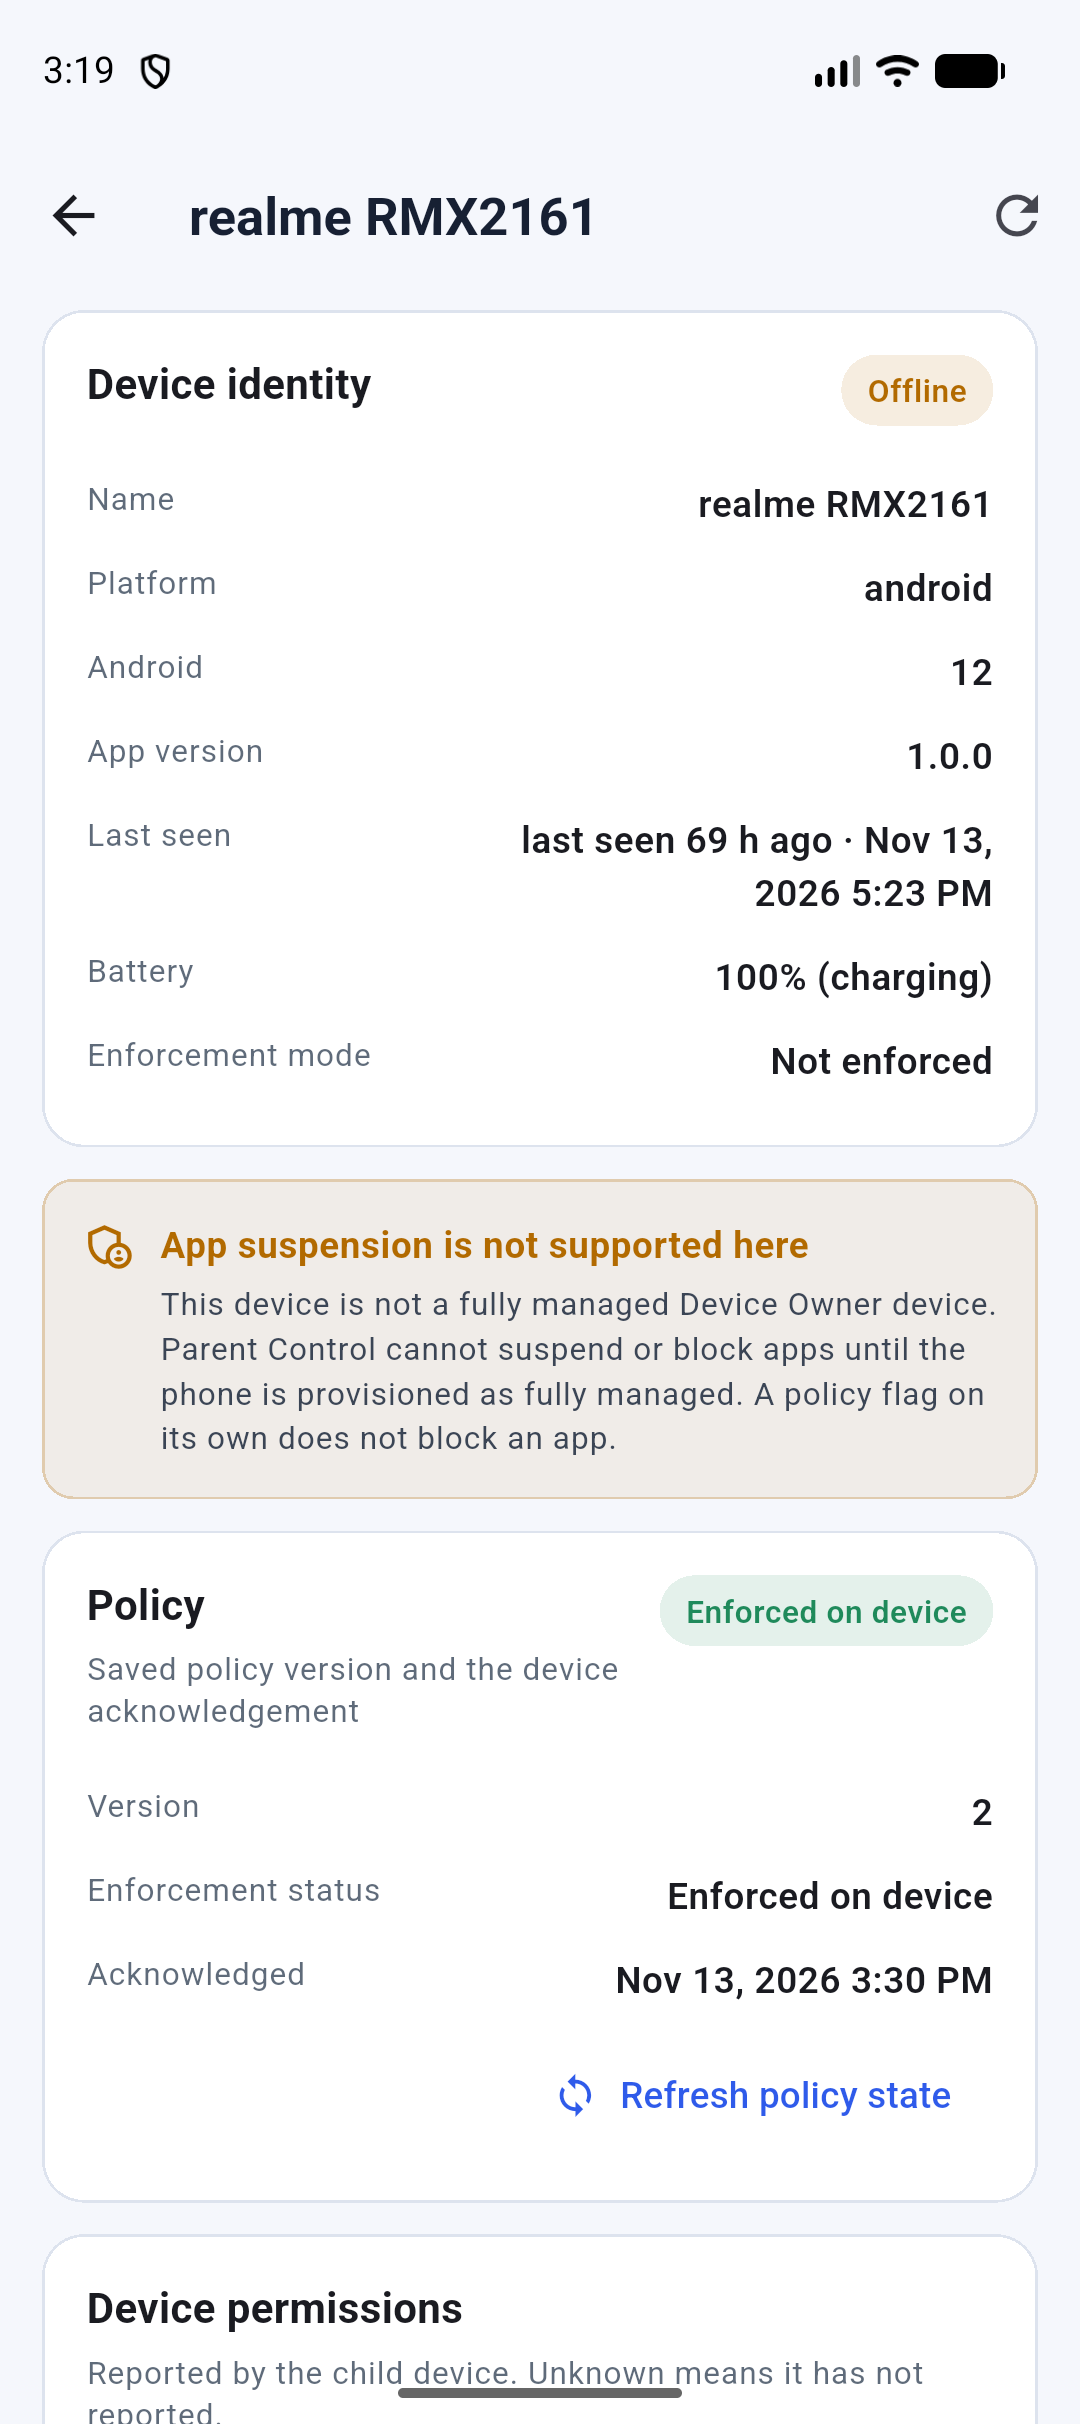 3:19
realme RMX2161
Device identity
Offline
Name
realme RMX2161
Platform
android
Android
12
App version
1.0.0
Last seen
last seen 69 h ago · Nov 13,
2026 5:23 PM
Battery
100% (charging)
Enforcement mode
Not enforced
App suspension is not supported here
This device is not a fully managed Device Owner device.
Parent Control cannot suspend or block apps until the
phone is provisioned as fully managed. A policy flag on
its own does not block an app.
Policy
Enforced on device
Saved policy version and the device
acknowledgement
Version
2
Enforcement status
Enforced on device
Acknowledged
Nov 13, 2026 3:30 PM
Refresh policy state
Device permissions
Reported by the child device. Unknown means it has not
reported.